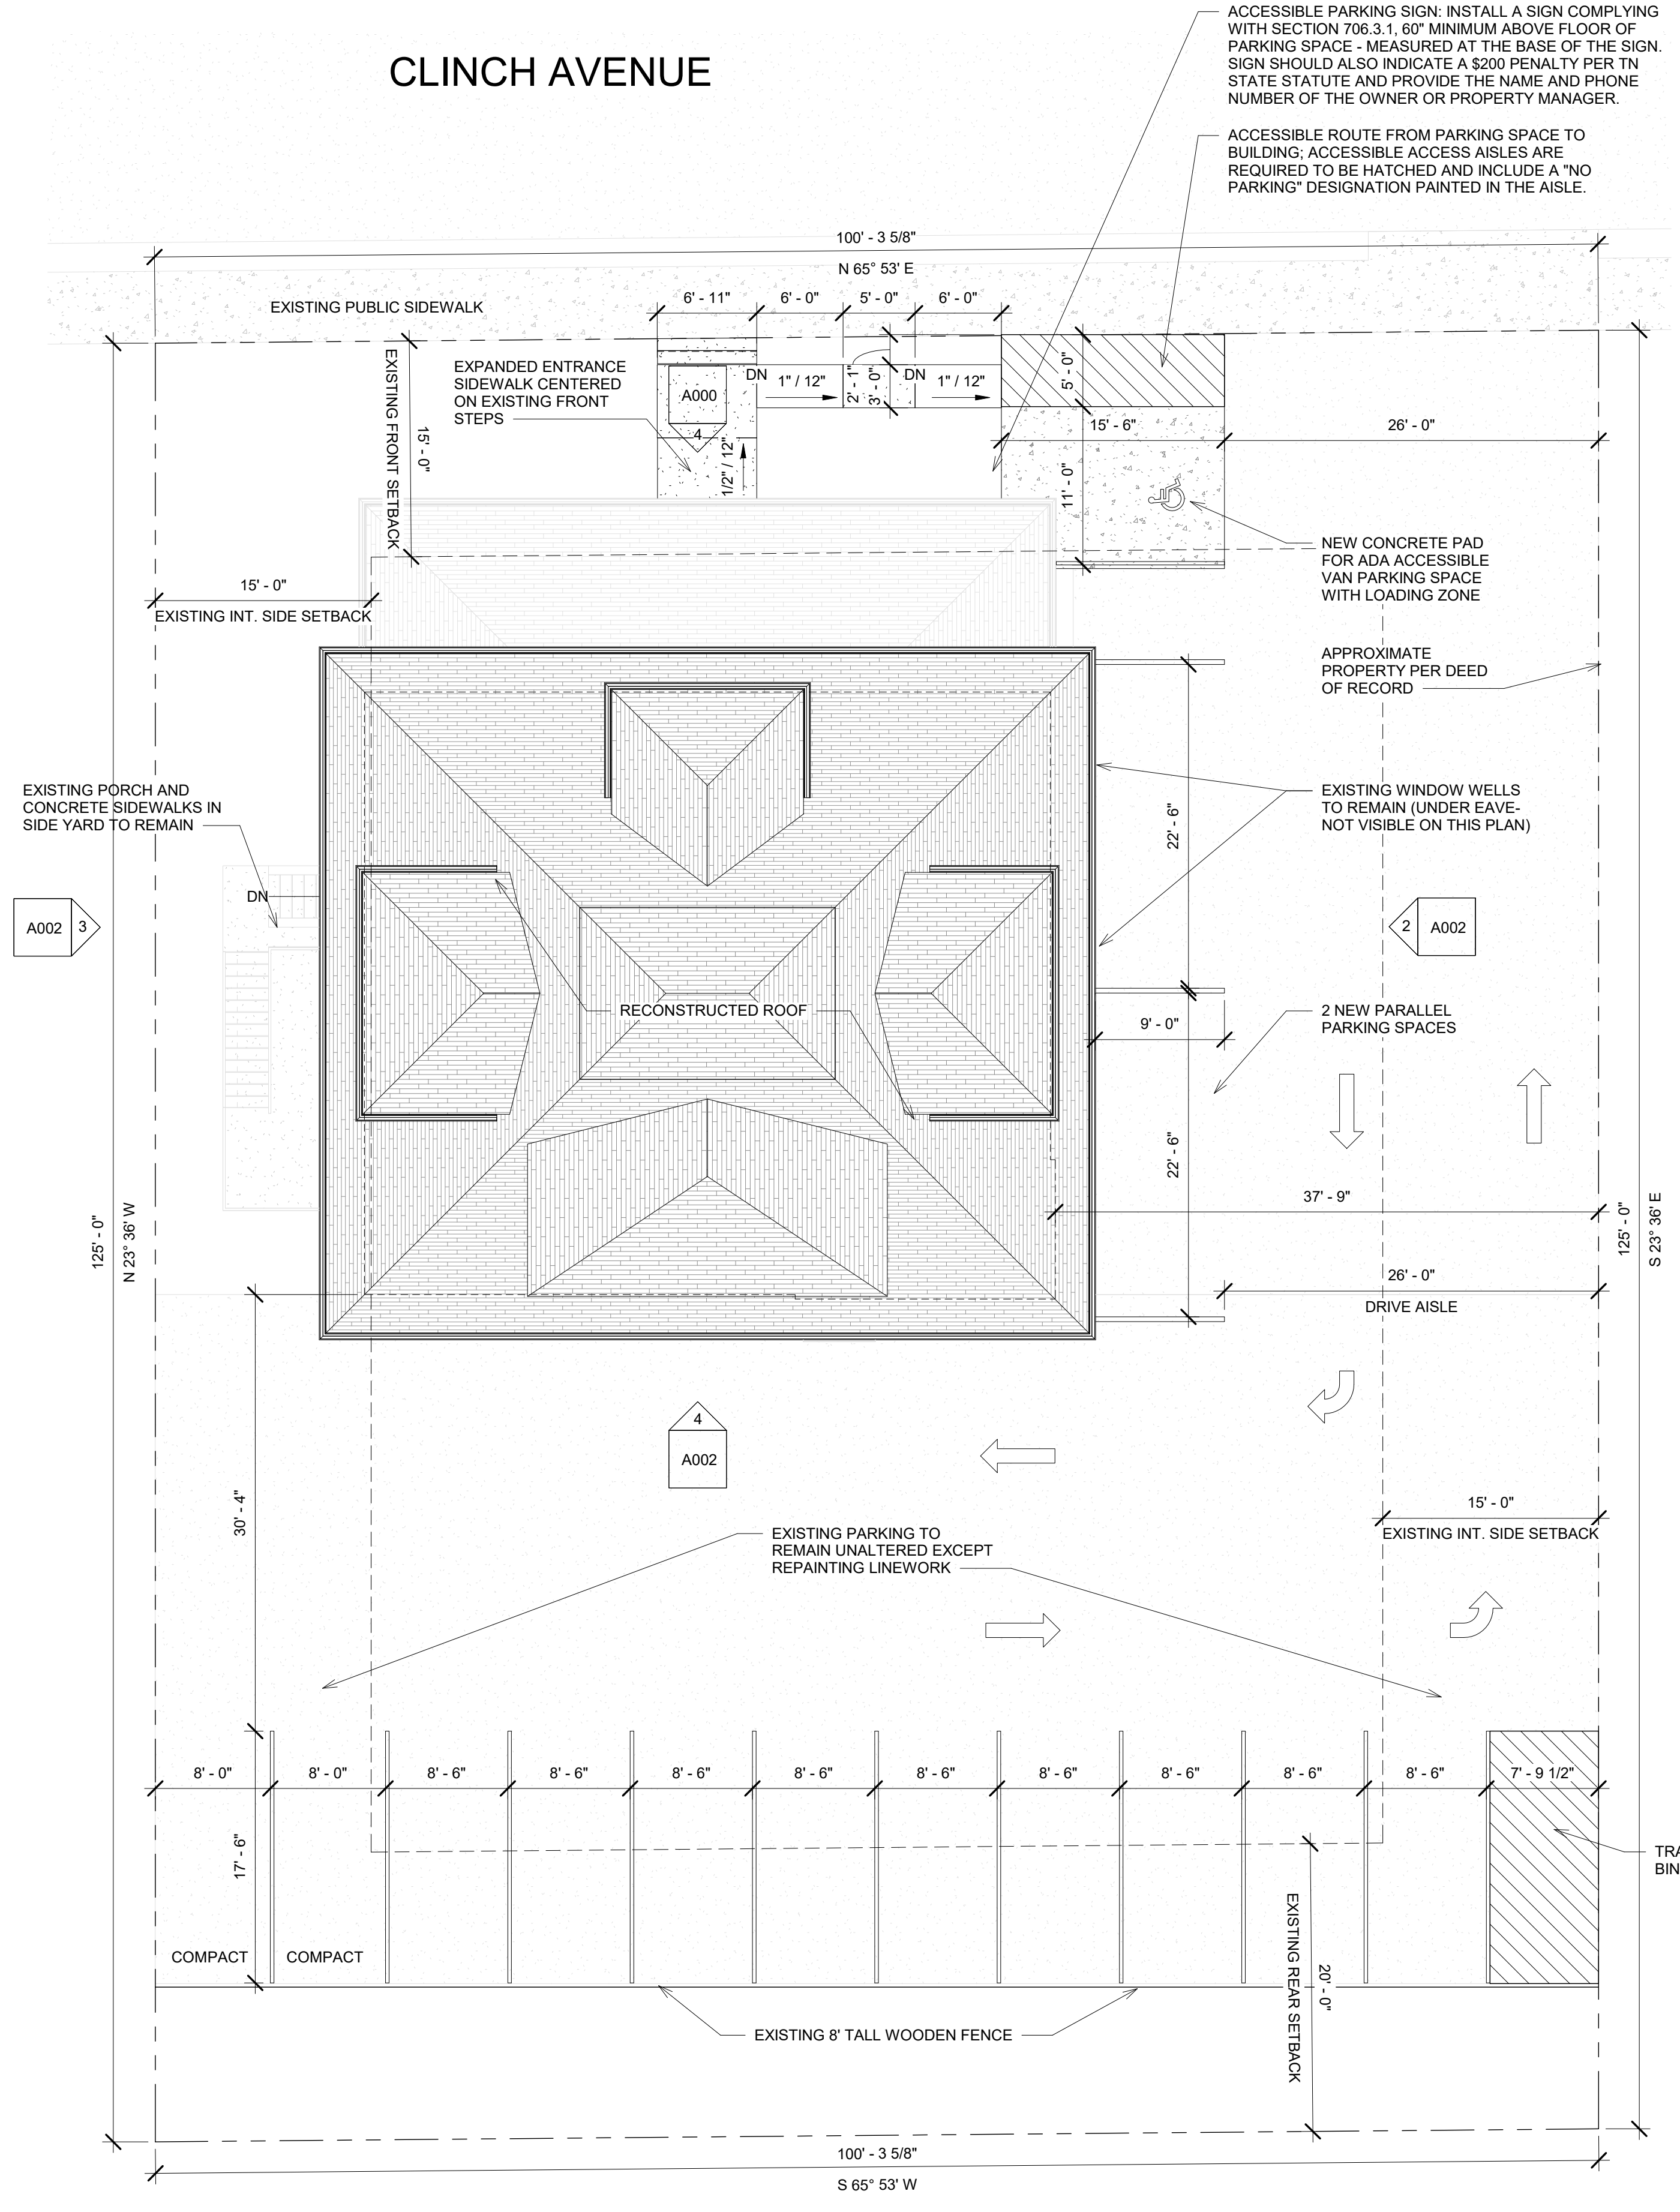 ACCESSIBLE PARKING SIGN: INSTALL A SIGN COMPLYING
WITH SECTION 706.3.1, 60" MINIMUM ABOVE FLOOR OF
PARKING SPACE - MEASURED AT THE BASE OF THE SIGN.
SIGN SHOULD ALSO INDICATE A $200 PENALTY PER TN
STATE STATUTE AND PROVIDE THE NAME AND PHONE
NUMBER OF THE OWNER OR PROPERTY MANAGER.
CLINCH AVENUE
ACCESSIBLE ROUTE FROM PARKING SPACE TO
BUILDING; ACCESSIBLE ACCESS AISLES ARE
REQUIRED TO BE HATCHED AND INCLUDE A "NO
PARKING" DESIGNATION PAINTED IN THE AISLE.
100' - 3 5/8"
N 65° 53' E
EXISTING PUBLIC SIDEWALK
6' - 11"
6' - 0"
5' - 0"
6' - 0"
EXISTING FRONT SETBACK
15' - 0"
EXPANDED ENTRANCE
SIDEWALK CENTERED
ON EXISTING FRONT
STEPS
A000
4
1/2" / 12"
DN
1" / 12"
2' - 1"
3' - 0"
DN
1" / 12"
5' - 0"
15' - 6"
26' - 0"
11' - 0"
NEW CONCRETE PAD
FOR ADA ACCESSIBLE
VAN PARKING SPACE
WITH LOADING ZONE
15' - 0"
EXISTING INT. SIDE SETBACK
APPROXIMATE
PROPERTY PER DEED
OF RECORD
EXISTING PORCH AND
CONCRETE SIDEWALKS IN
SIDE YARD TO REMAIN
EXISTING WINDOW WELLS
TO REMAIN (UNDER EAVE-
NOT VISIBLE ON THIS PLAN)
22' - 6"
DN
A002
3
2
A002
RECONSTRUCTED ROOF
9' - 0"
2 NEW PARALLEL
PARKING SPACES
22' - 6"
37' - 9"
125' - 0"
N 23° 36' W
125' - 0"
S 23° 36' E
26' - 0"
DRIVE AISLE
4
A002
30' - 4"
15' - 0"
EXISTING INT. SIDE SETBACK
EXISTING PARKING TO
REMAIN UNALTERED EXCEPT
REPAINTING LINEWORK
8' - 0"
8' - 0"
8' - 6"
8' - 6"
8' - 6"
8' - 6"
8' - 6"
8' - 6"
8' - 6"
8' - 6"
8' - 6"
7' - 9 1/2"
17' - 6"
TRA
BIN
COMPACT
COMPACT
EXISTING REAR SETBACK
20' - 0"
EXISTING 8' TALL WOODEN FENCE
100' - 3 5/8"
S 65° 53' W